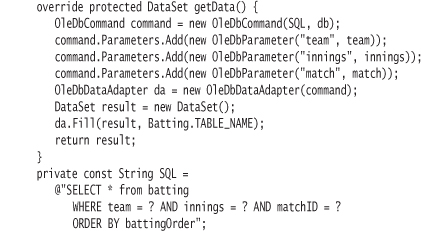 override protected DataSet getData() {
OleDbCommand command = new OleDbCommand(SQL, db);
command.Parameters.Add(new OleDbParameter("team", team));
command.Parameters.Add(new OleDbParameter("innings", innings));
command.Parameters.Add(new OleDbParameter("match", match));
OleDbDataAdapter da = new OleDbDataAdapter(command);
DataSet result = new DataSet();
da.Fill(result, Batting.TABLE_NAME);
return result;
}
private const String SQL =
@"SELECT * from batting
WHERE team = ? AND innings = ? AND matchID = ?
ORDER BY battingOrder";